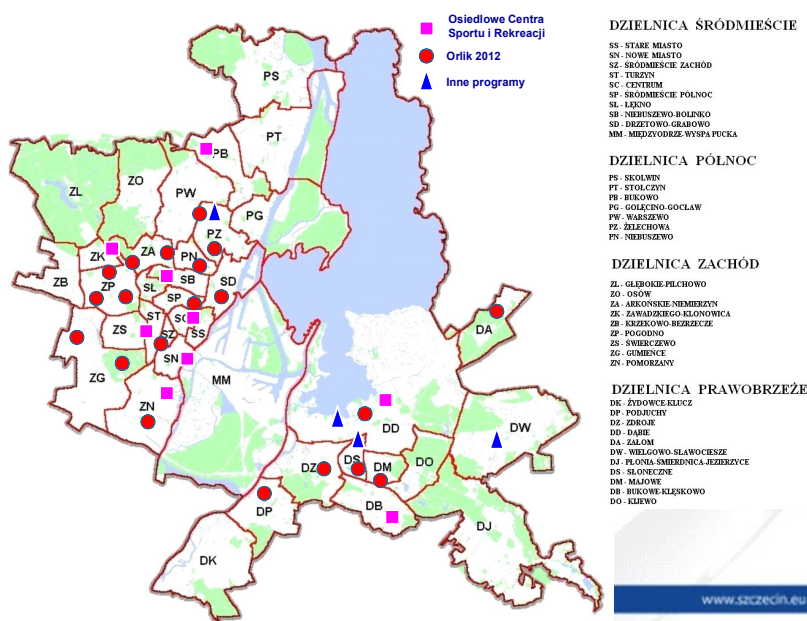 Osiedlowe Centra
Sportu i Rekreacji
Orlik 2012
Inne programy
PS
PT
PB
ZO
ZL
PW
PG
PZ
ZK
ZA
PN
ZB
ZP
SŁ
SB
SD
SP
ST
SC
ZS
SZ
SS
SN
DA
MM
ZG
ZN
DD
DW
DS
DO
DZ
DM
DB
DP
DJ
DK
DZIELNICA ŚRÓDMIEŚCIE
SS - STARE MIASTO
SN - NOWE MIASTO
SZ - ŚRÓDMIEŚCIE ZACHÓD
ST - TURZYN
SC - CENTRUM
SP - ŚRÓDMIEŚCIE PÓŁNOC
SŁ - ŁĘKNO
SB - NIEBUSZEWO-BOLINKO
SD - DRZETOWO-GRABOWO
MM - MIĘDZYODRZE-WYSPA PUCKA
DZIELNICA PÓŁNOC
PS - SKOLWIN
PT - STOŁCZYN
PB - BUKOWO
PG - GOLĘCINO-GOCŁAW
PW - WARSZEWO
PZ - ŻELECHOWA
PN - NIEBUSZEWO
DZIELNICA ZACHÓD
ZL - GŁĘBOKIE-PILCHOWO
ZO - OSÓW
ZA - ARKOŃSKIE-NIEMIERZYN
ZK - ZAWADZKIEGO-KLONOWICA
ZB - KRZEKOWO-BEZRZECZE
ZP - POGODNO
ZS - ŚWIERCZEWO
ZG - GUMIEŃCE
ZN - POMORZANY
DZIELNICA PRAWOBRZEŻE
DK - ŻYDOWCE-KLUCZ
DP - PODJUCHY
DZ - ZDROJE
DD - DĄBIE
DA - ZAŁOM
DW - WIELGOWO-SŁAWOCIESZE
DJ - PŁONIA-ŚMIERDNICA-JEZIERZYCE
DS - SŁONECZNE
DM - MAJOWE
DB - BUKOWE-KLĘSKOWO
DO - KIJEWO
www.szczecin.eu